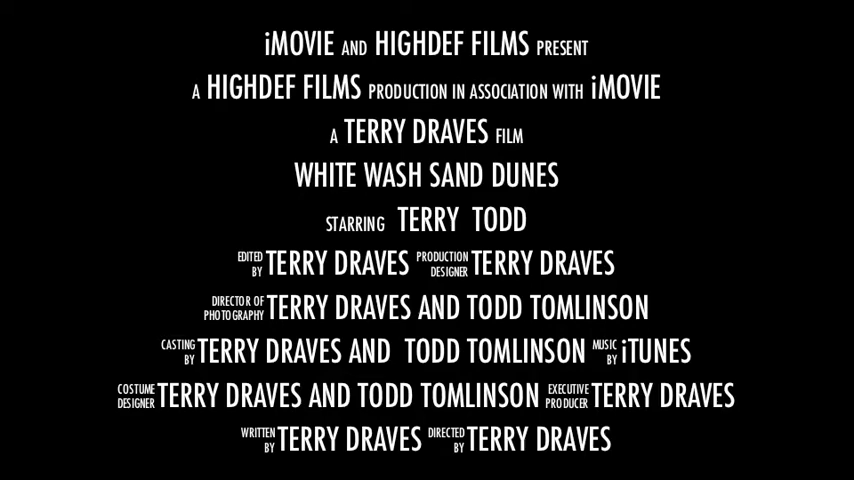 iMOVIE AND HIGHDEF FILMS PRESENT
A HIGHDEF FILMS PRODUCTION IN ASSOCIATION WITH iMOVIE
A TERRY DRAVES FILM
WHITE WASH SAND DUNES
STARRING TERRY TODD
EDITED BY TERRY DRAVES PRODUCTION DESIGNER TERRY DRAVES
DIRECTOR OF PHOTOGRAPHY TERRY DRAVES AND TODD TOMLINSON
CASTING BY TERRY DRAVES AND TODD TOMLINSON MUSIC BY iTUNES
COSTUME DESIGNER TERRY DRAVES AND TODD TOMLINSON EXECUTIVE PRODUCER TERRY DRAVES
WRITTEN BY TERRY DRAVES DIRECTED BY TERRY DRAVES